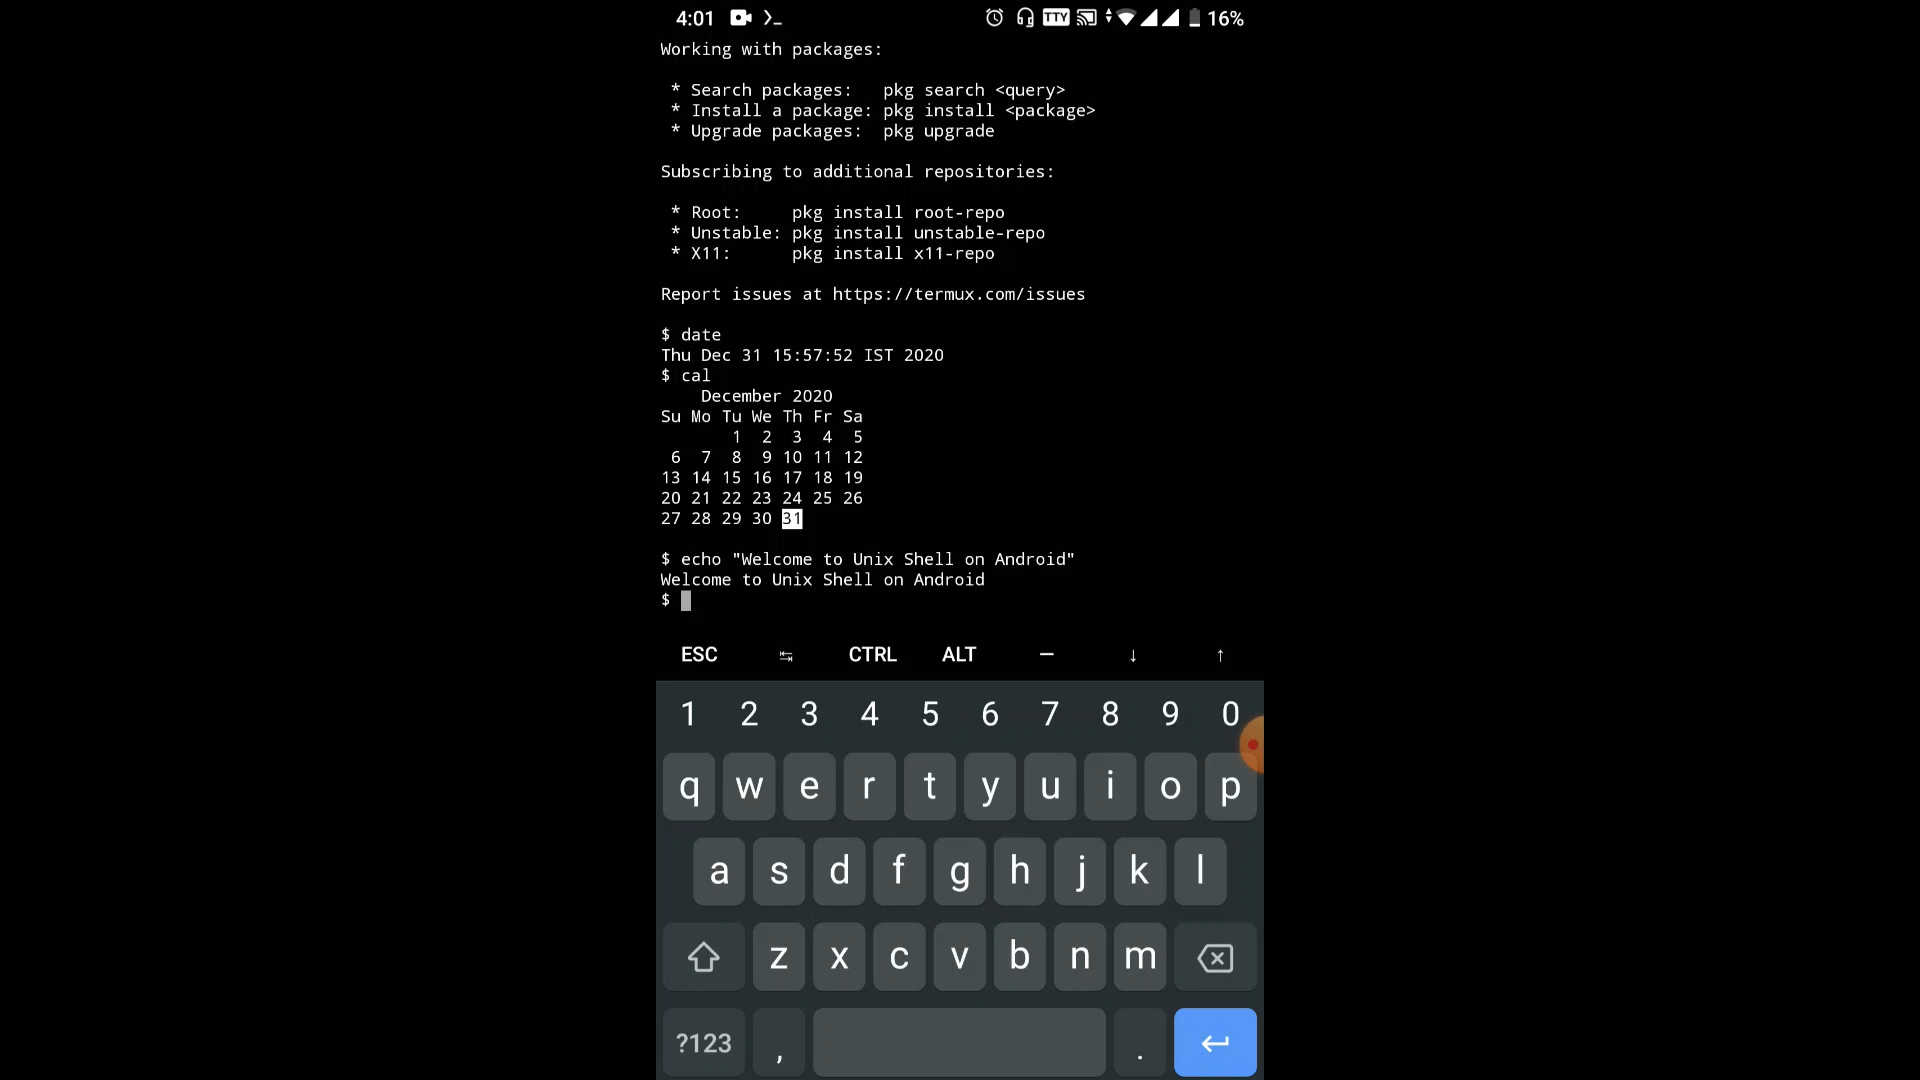 4:01 TTY 16%
Working with packages:
* Search packages:   pkg search <query>
* Install a package: pkg install <package>
* Upgrade packages:  pkg upgrade
Subscribing to additional repositories:
* Root:     pkg install root-repo
* Unstable: pkg install unstable-repo
* X11:      pkg install x11-repo
Report issues at https://termux.com/issues
$ date
Thu Dec 31 15:57:52 IST 2020
$ cal
December 2020
Su Mo Tu We Th Fr Sa
1  2  3  4  5
6  7  8  9 10 11 12
13 14 15 16 17 18 19
20 21 22 23 24 25 26
27 28 29 30 31
$ echo "Welcome to Unix Shell on Android"
Welcome to Unix Shell on Android
$
ESC ⇆ CTRL ALT — ↓ ↑
1 2 3 4 5 6 7 8 9 0
q w e r t y u i o p
a s d f g h j k l
z x c v b n m
?123 , .